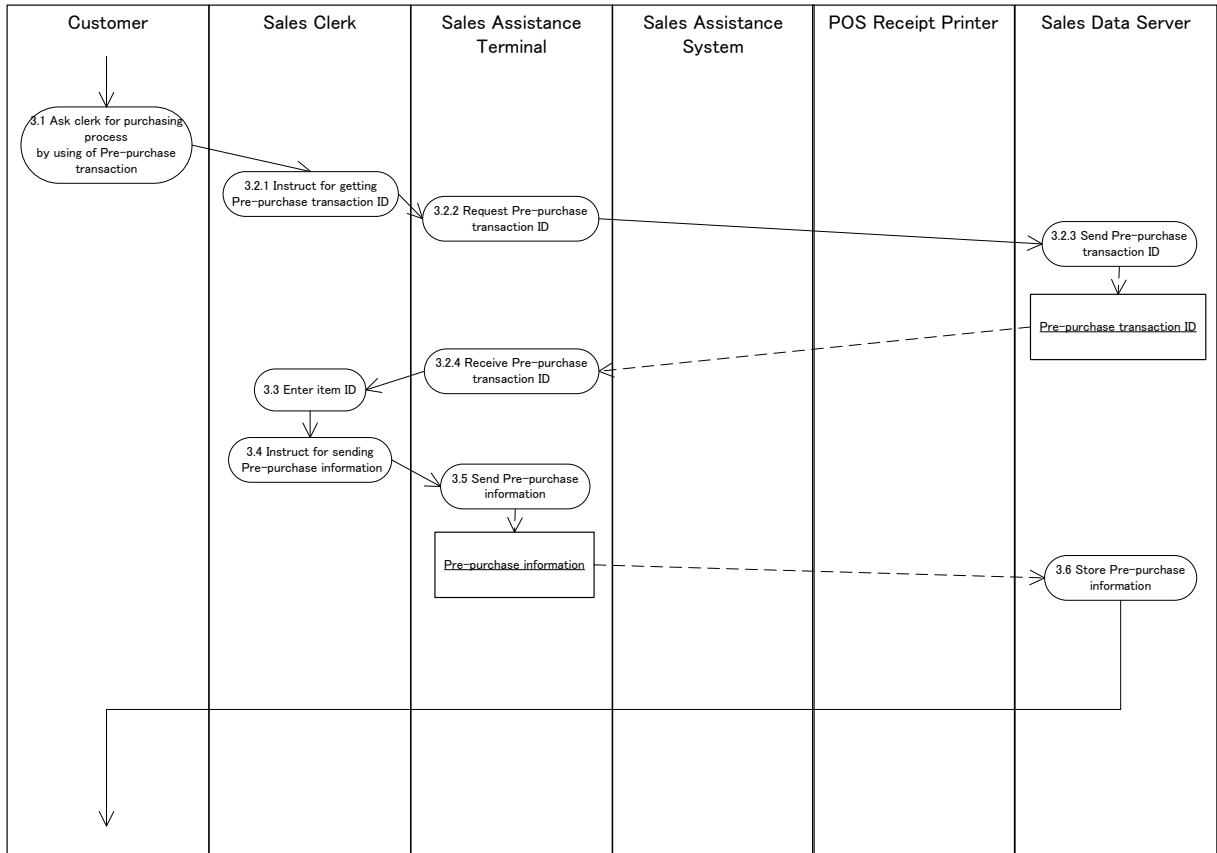 Customer
Sales Clerk
Sales Assistance
Terminal
Sales Assistance
System
POS Receipt Printer
Sales Data Server
3.1 Ask clerk for purchasing
process
by using of Pre-purchase
transaction
3.2.1 Instruct for getting
Pre-purchase transaction ID
3.2.2 Request Pre-purchase
transaction ID
3.2.3 Send Pre-purchase
transaction ID
Pre-purchase transaction ID
3.2.4 Receive Pre-purchase
transaction ID
3.3 Enter item ID
3.4 Instruct for sending
Pre-purchase information
3.5 Send Pre-purchase
information
Pre-purchase information
3.6 Store Pre-purchase
information